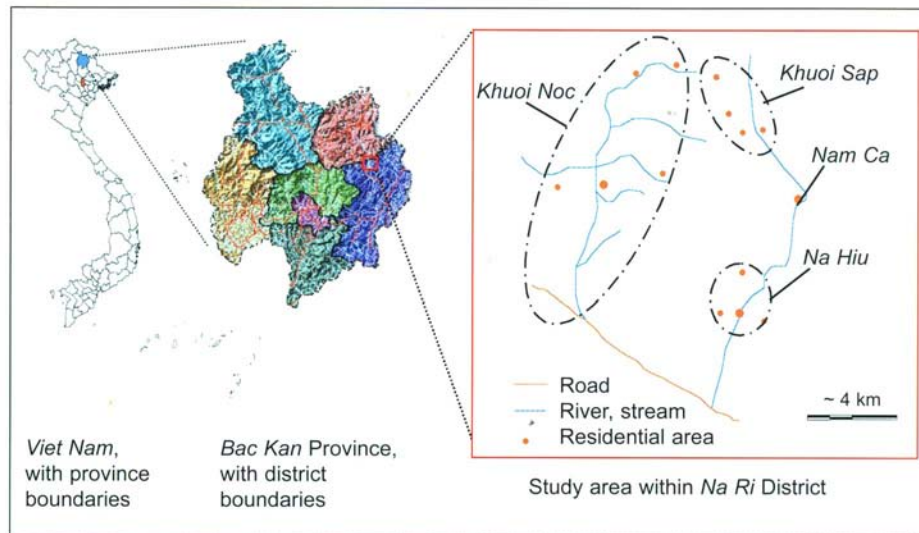 Khuoi Noc
Khuoi Sap
Nam Ca
Na Hiu
Road
River, stream
Residential area
~ 4 km
Viet Nam,
with province
boundaries
Bac Kan Province,
with district
boundaries
Study area within Na Ri District